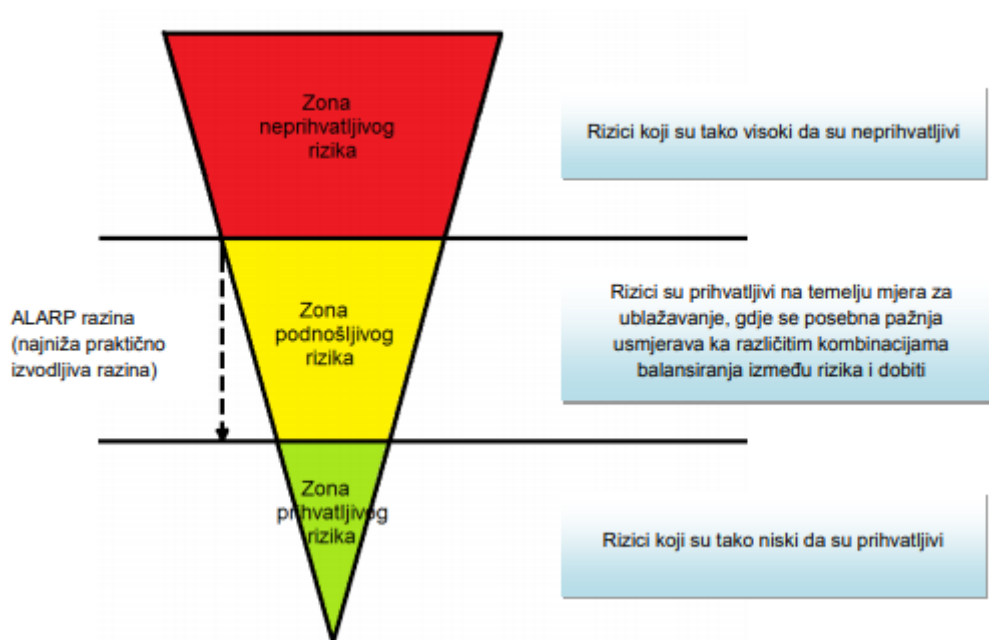 Zona
neprihvatljivog
rizika
Rizici koji su tako visoki da su neprihvatljivi
ALARP razina
(najniža praktično
izvodljiva razina)
Zona
podnošljivog
rizika
Rizici su prihvatljivi na temelju mjera za
ublažavanje, gdje se posebna pažnja
usmjerava ka različitim kombinacijama
balansiranja između rizika i dobiti
Zona
prihvatljivog
rizika
Rizici koji su tako niski da su prihvatljivi